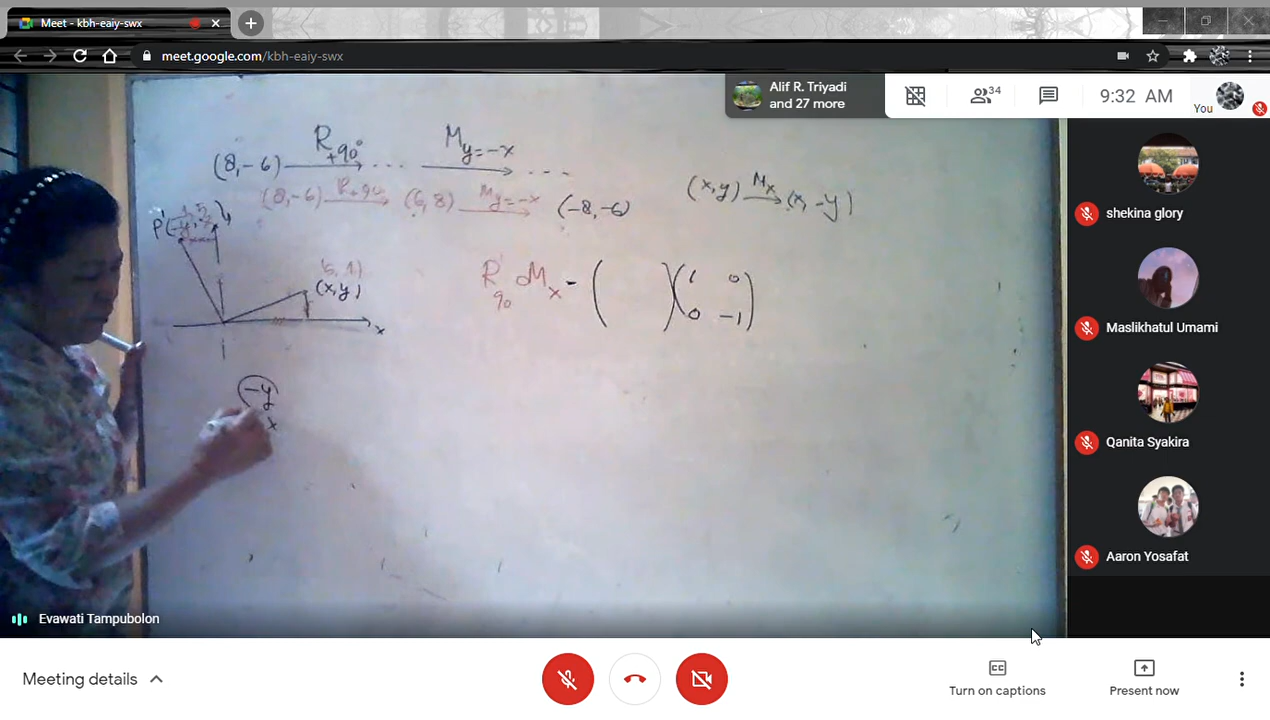 Meet - kbh-eaiy-swx
meet.google.com/kbh-eaiy-swx
Alif R. Triyadi
and 27 more
34
9:32 AM
You
(8,-6) R+90° ... My=-x ...
(8,-6) R+90 (6,8) My=-x (-8,-6)
(x,y) Mx (x,-y)
P'
(x,y)
x
R90 Mx = ( ) (1 0
0 -1)
-y
x
shekina glory
Maslikhatul Umami
Qanita Syakira
Aaron Yosafat
Evawati Tampubolon
Meeting details
Turn on captions
Present now